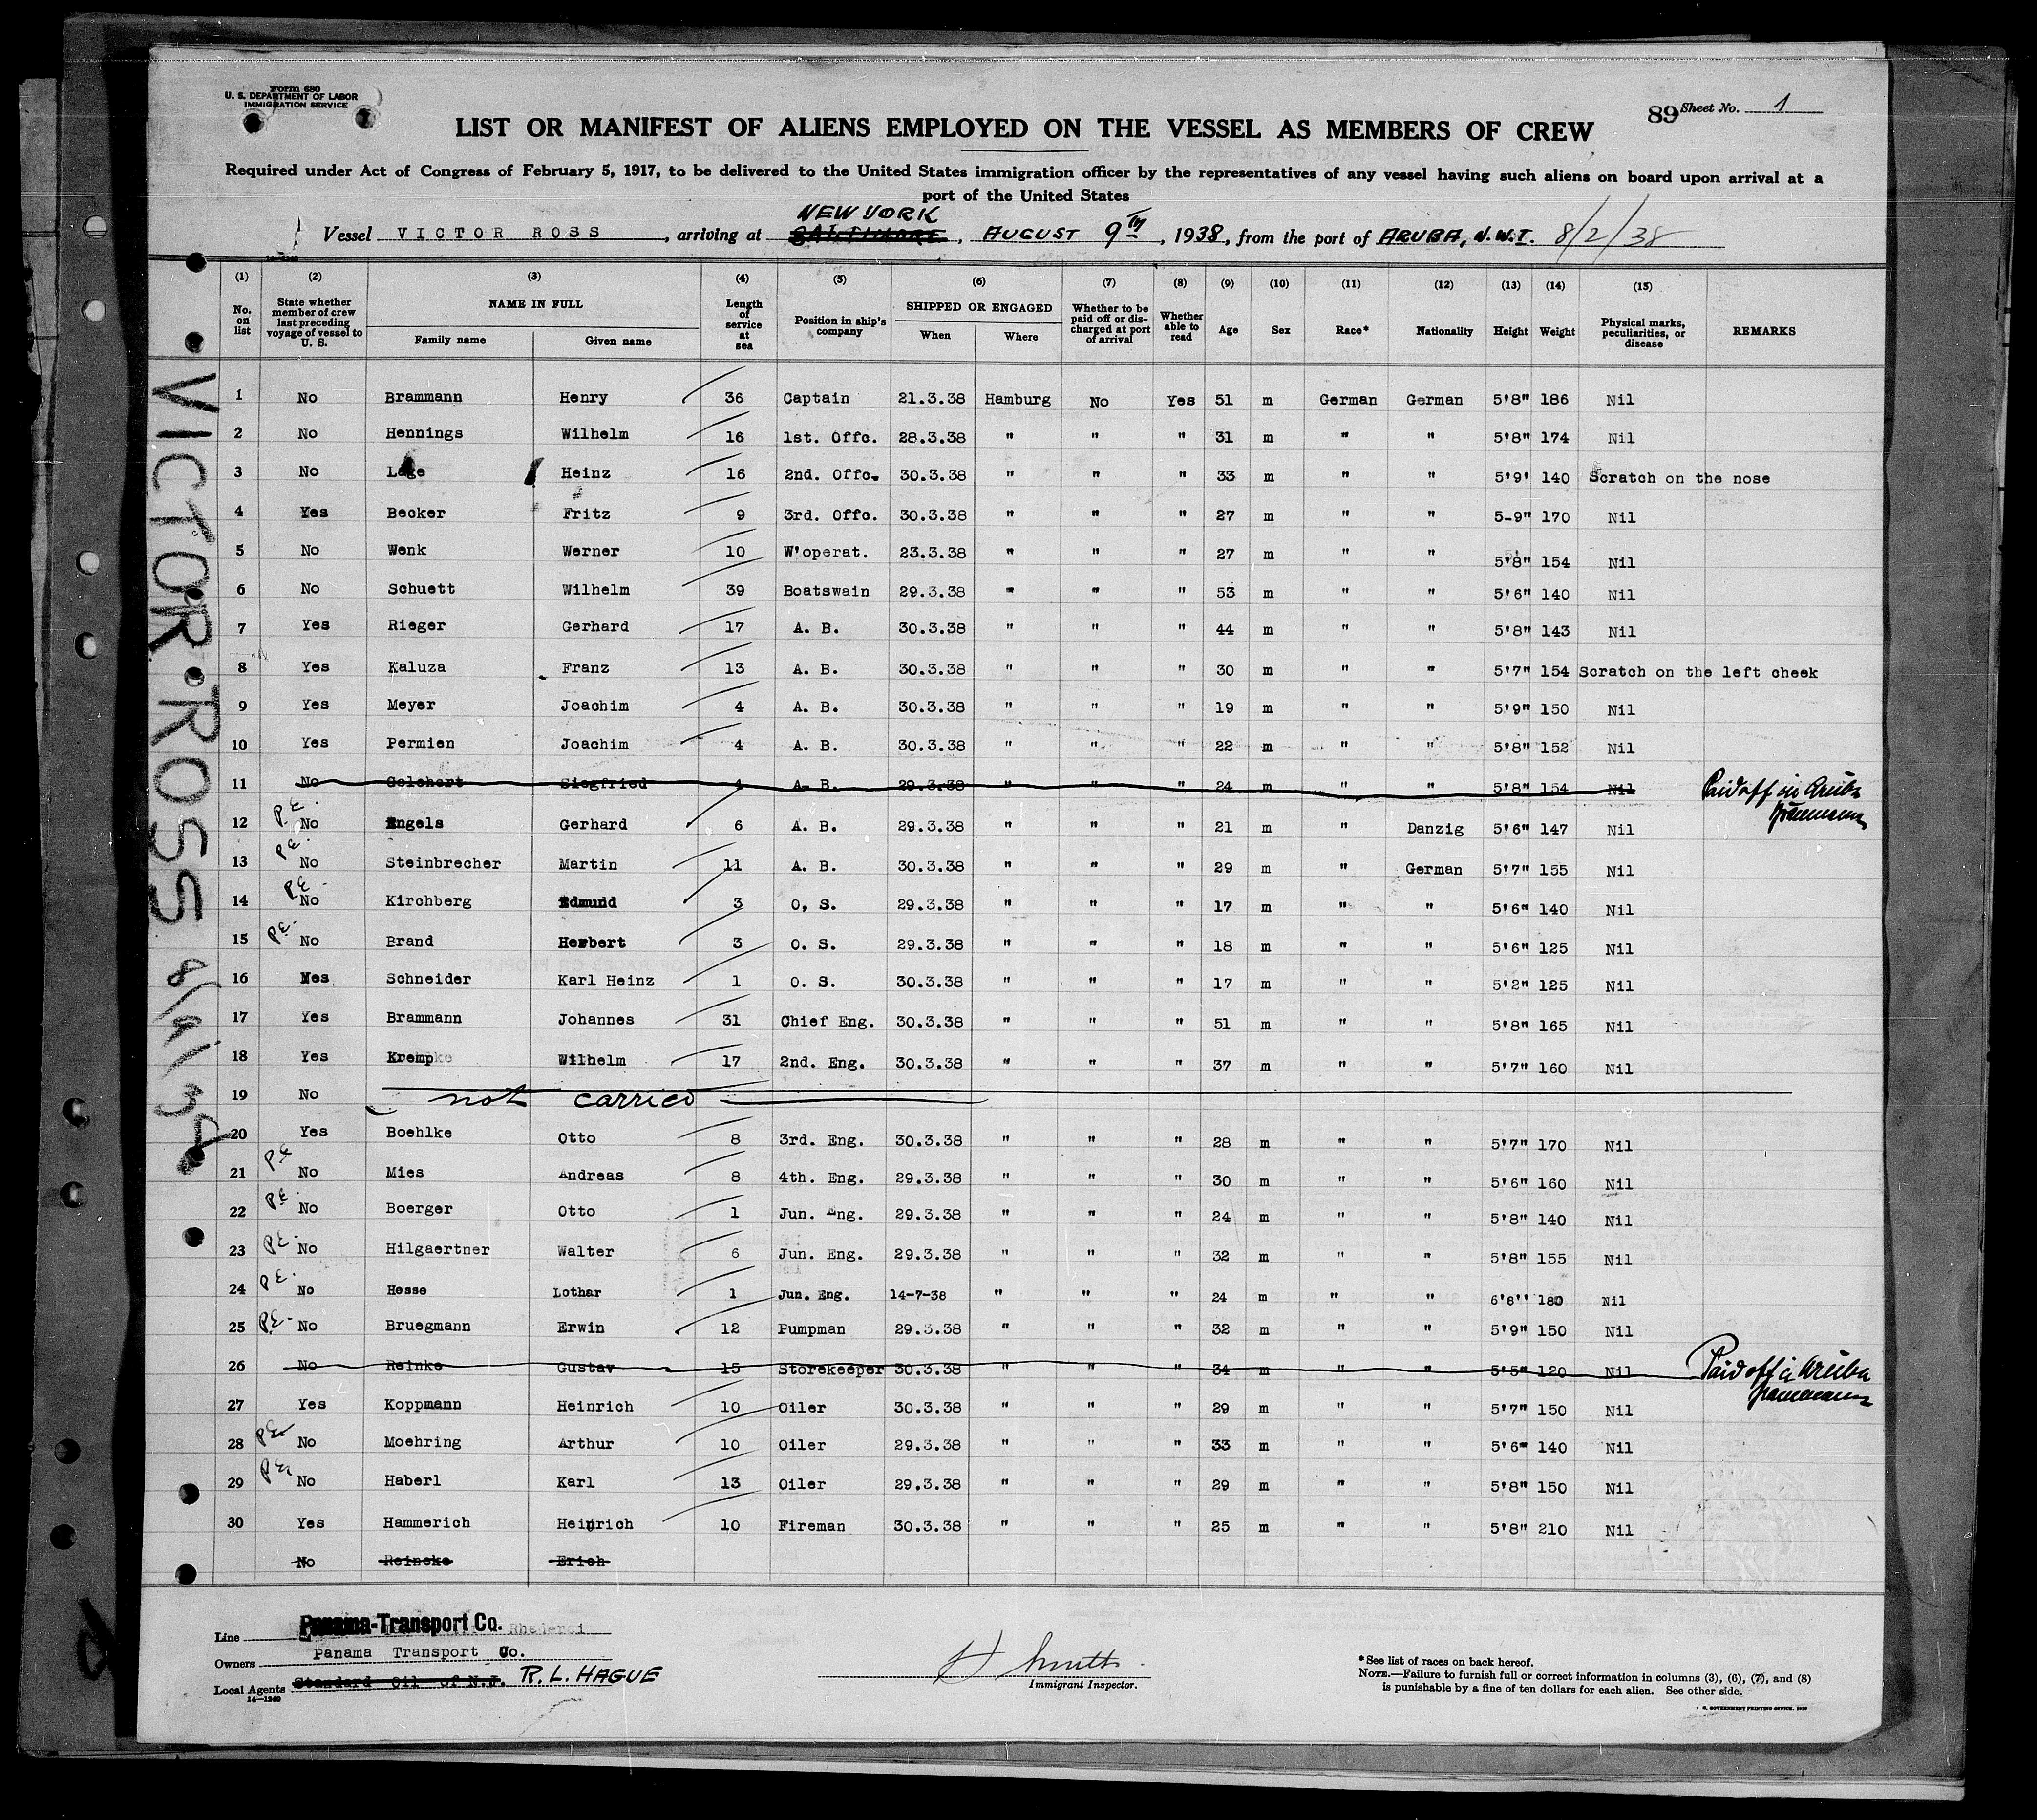 Form 680
U. S. DEPARTMENT OF LABOR
IMMIGRATION SERVICE
89 Sheet No. 1
LIST OR MANIFEST OF ALIENS EMPLOYED ON THE VESSEL AS MEMBERS OF CREW
Required under Act of Congress of February 5, 1917, to be delivered to the United States immigration officer by the representatives of any vessel having such aliens on board upon arrival at a
port of the United States
NEW YORK
Vessel VICTOR ROSS, arriving at BALTIMORE, AUGUST 9TH, 1938, from the port of ARUBA, N.W.I. 8/2/38
(1) (2) (3) (4) (5) (6) (7) (8) (9) (10) (11) (12) (13) (14) (15)
No. on list State whether member of crew last preceding voyage of vessel to U. S. NAME IN FULL Family name Given name Length of service at sea Position in ship's company SHIPPED OR ENGAGED When Where Whether to be paid off or discharged at port of arrival Whether able to read Age Sex Race* Nationality Height Weight Physical marks, peculiarities, or disease REMARKS
1 No Brammann Henry 36 Captain 21.3.38 Hamburg No Yes 51 m German German 5'8" 186 Nil
2 No Hennings Wilhelm 16 1st. Offc. 28.3.38 " " " 31 m " " 5'8" 174 Nil
3 No Lage Heinz 16 2nd. Offc. 30.3.38 " " " 33 m " " 5'9' 140 Scratch on the nose
4 Yes Becker Fritz 9 3rd. Offc. 30.3.38 " " " 27 m " " 5-9" 170 Nil
5 No Wenk Werner 10 W'operat. 23.3.38 " " " 27 m " " 5'8" 154 Nil
6 No Schuett Wilhelm 39 Boatswain 29.3.38 " " " 53 m " " 5'6" 140 Nil
7 Yes Rieger Gerhard 17 A. B. 30.3.38 " " " 44 m " " 5'8" 143 Nil
8 Yes Kaluza Franz 13 A. B. 30.3.38 " " " 30 m " " 5'7" 154 Scratch on the left cheek
9 Yes Meyer Joachim 4 A. B. 30.3.38 " " " 19 m " " 5'9" 150 Nil
10 Yes Permien Joachim 4 A. B. 30.3.38 " " " 22 m " " 5'8" 152 Nil
11 No Golchert Siegfried 4 A. B. 29.3.38 " " " 24 m " " 5'8" 154 Nil Paid off in Aruba
Brammann
12 P.E. No Engels Gerhard 6 A. B. 29.3.38 " " " 21 m " Danzig 5'6" 147 Nil
13 P.E. No Steinbrecher Martin 11 A. B. 30.3.38 " " " 29 m " German 5'7" 155 Nil
14 P.E. No Kirchberg Edmund 3 O, S. 29.3.38 " " " 17 m " " 5'6" 140 Nil
15 P.E. No Brand Herbert 3 O. S. 29.3.38 " " " 18 m " " 5'6" 125 Nil
16 Yes Schneider Karl Heinz 1 O. S. 30.3.38 " " " 17 m " " 5'2" 125 Nil
17 Yes Brammann Johannes 31 Chief Eng. 30.3.38 " " " 51 m " " 5'8" 165 Nil
18 Yes Krempke Wilhelm 17 2nd. Eng. 30.3.38 " " " 37 m " " 5'7" 160 Nil
19 No not carried
20 Yes Boehlke Otto 8 3rd. Eng. 30.3.38 " " " 28 m " " 5'7" 170 Nil
21 P.E. No Mies Andreas 8 4th. Eng. 29.3.38 " " " 30 m " " 5'6" 160 Nil
22 P.E. No Boerger Otto 1 Jun. Eng. 29.3.38 " " " 24 m " " 5'8" 140 Nil
23 P.E. No Hilgaertner Walter 6 Jun. Eng. 29.3.38 " " " 32 m " " 5'8" 155 Nil
24 P.E. No Hesse Lothar 1 Jun. Eng. 14-7-38 " " " 24 m " " 6'8'' 180 Nil
25 P.E. No Bruegmann Erwin 12 Pumpman 29.3.38 " " " 32 m " " 5'9" 150 Nil
26 No Reinke Gustav 15 Storekeeper 30.3.38 " " " 34 m " " 5'5" 120 Nil Paid off in Aruba
Brammann
27 Yes Koppmann Heinrich 10 Oiler 30.3.38 " " " 29 m " " 5'7" 150 Nil
28 P.E. No Moehring Arthur 10 Oiler 29.3.38 " " " 33 m " " 5'6" 140 Nil
29 P.E. No Haberl Karl 13 Oiler 29.3.38 " " " 29 m " " 5'8" 150 Nil
30 Yes Hammerich Heinrich 10 Fireman 30.3.38 " " " 25 m " " 5'8" 210 Nil
No Reineke Erich
VICTOR·ROSS 8/9/38
Line Panama-Transport Co. Rhederei
Owners Panama Transport Co.
Local Agents Standard Oil of N.J. R.L. HAGUE
14—1240
Immigrant Inspector.
*See list of races on back hereof.
NOTE.—Failure to furnish full or correct information in columns (3), (6), (7), and (8)
is punishable by a fine of ten dollars for each alien. See other side.
U. S. GOVERNMENT PRINTING OFFICE